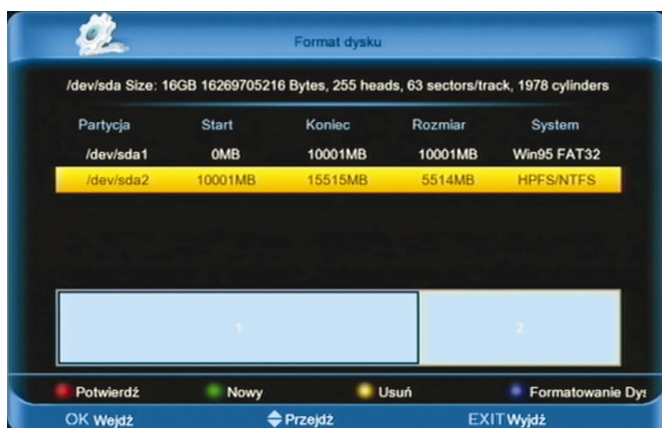 Format dysku
/dev/sda Size: 16GB 16269705216 Bytes, 255 heads, 63 sectors/track, 1978 cylinders
Partycja Start Koniec Rozmiar System
/dev/sda1 0MB 10001MB 10001MB Win95 FAT32
/dev/sda2 10001MB 15515MB 5514MB HPFS/NTFS
1 2
Potwierdź Nowy Usuń Formatowanie Dys
OK Wejdź Przejdź EXIT Wyjdź